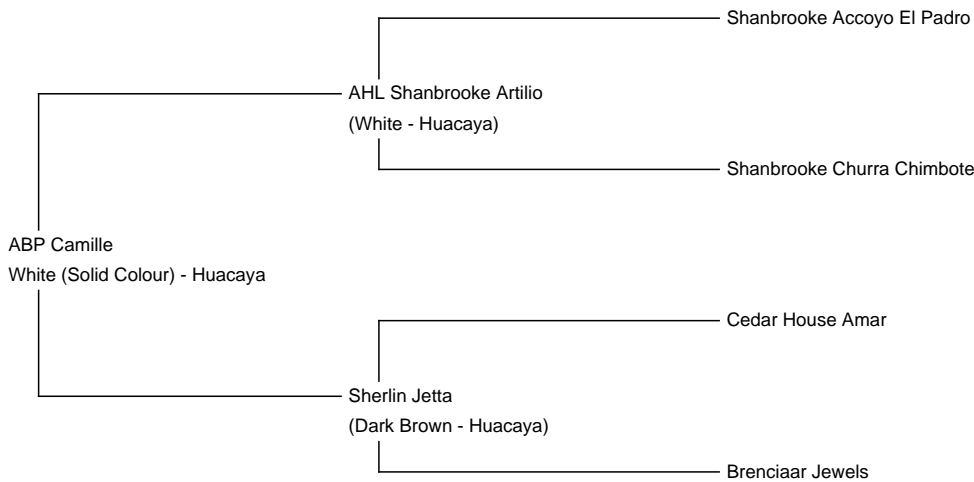 Shanbrooke Accoyo El Padro
AHL Shanbrooke Artilio
(White - Huacaya)
Shanbrooke Churra Chimbote
ABP Camille
White (Solid Colour) - Huacaya
Cedar House Amar
Sherlin Jetta
(Dark Brown - Huacaya)
Brenciaar Jewels